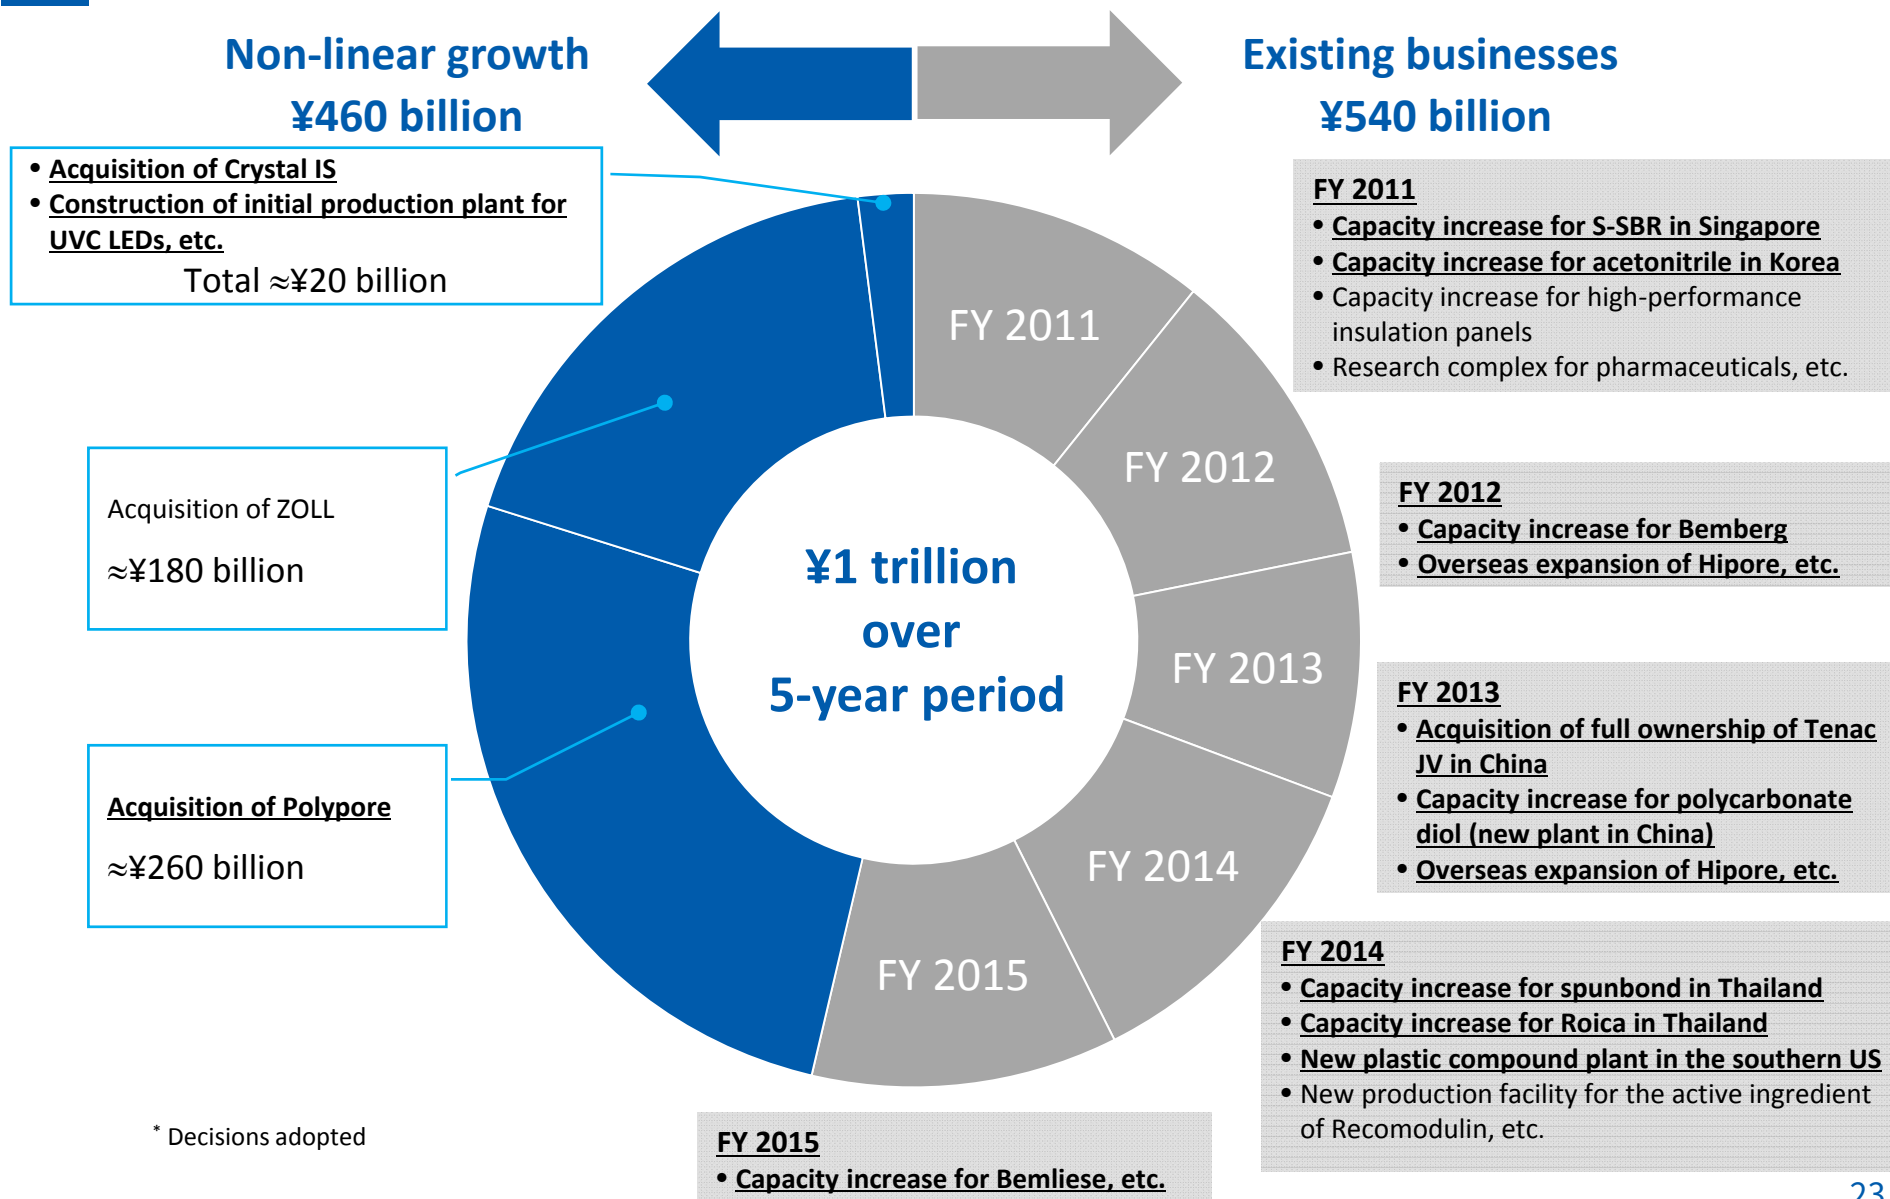 Non-linear growth
¥460 billion
Existing businesses
¥540 billion
• Acquisition of Crystal IS
• Construction of initial production plant for
UVC LEDs, etc.
Total ≈¥20 billion
Acquisition of ZOLL
≈¥180 billion
Acquisition of Polypore
≈¥260 billion
¥1 trillion
over
5-year period
FY 2011
FY 2012
FY 2013
FY 2014
FY 2015
FY 2011
• Capacity increase for S-SBR in Singapore
• Capacity increase for acetonitrile in Korea
• Capacity increase for high-performance
insulation panels
• Research complex for pharmaceuticals, etc.
FY 2012
• Capacity increase for Bemberg
• Overseas expansion of Hipore, etc.
FY 2013
• Acquisition of full ownership of Tenac
JV in China
• Capacity increase for polycarbonate
diol (new plant in China)
• Overseas expansion of Hipore, etc.
FY 2014
• Capacity increase for spunbond in Thailand
• Capacity increase for Roica in Thailand
• New plastic compound plant in the southern US
• New production facility for the active ingredient
of Recomodulin, etc.
FY 2015
• Capacity increase for Bemliese, etc.
* Decisions adopted
23